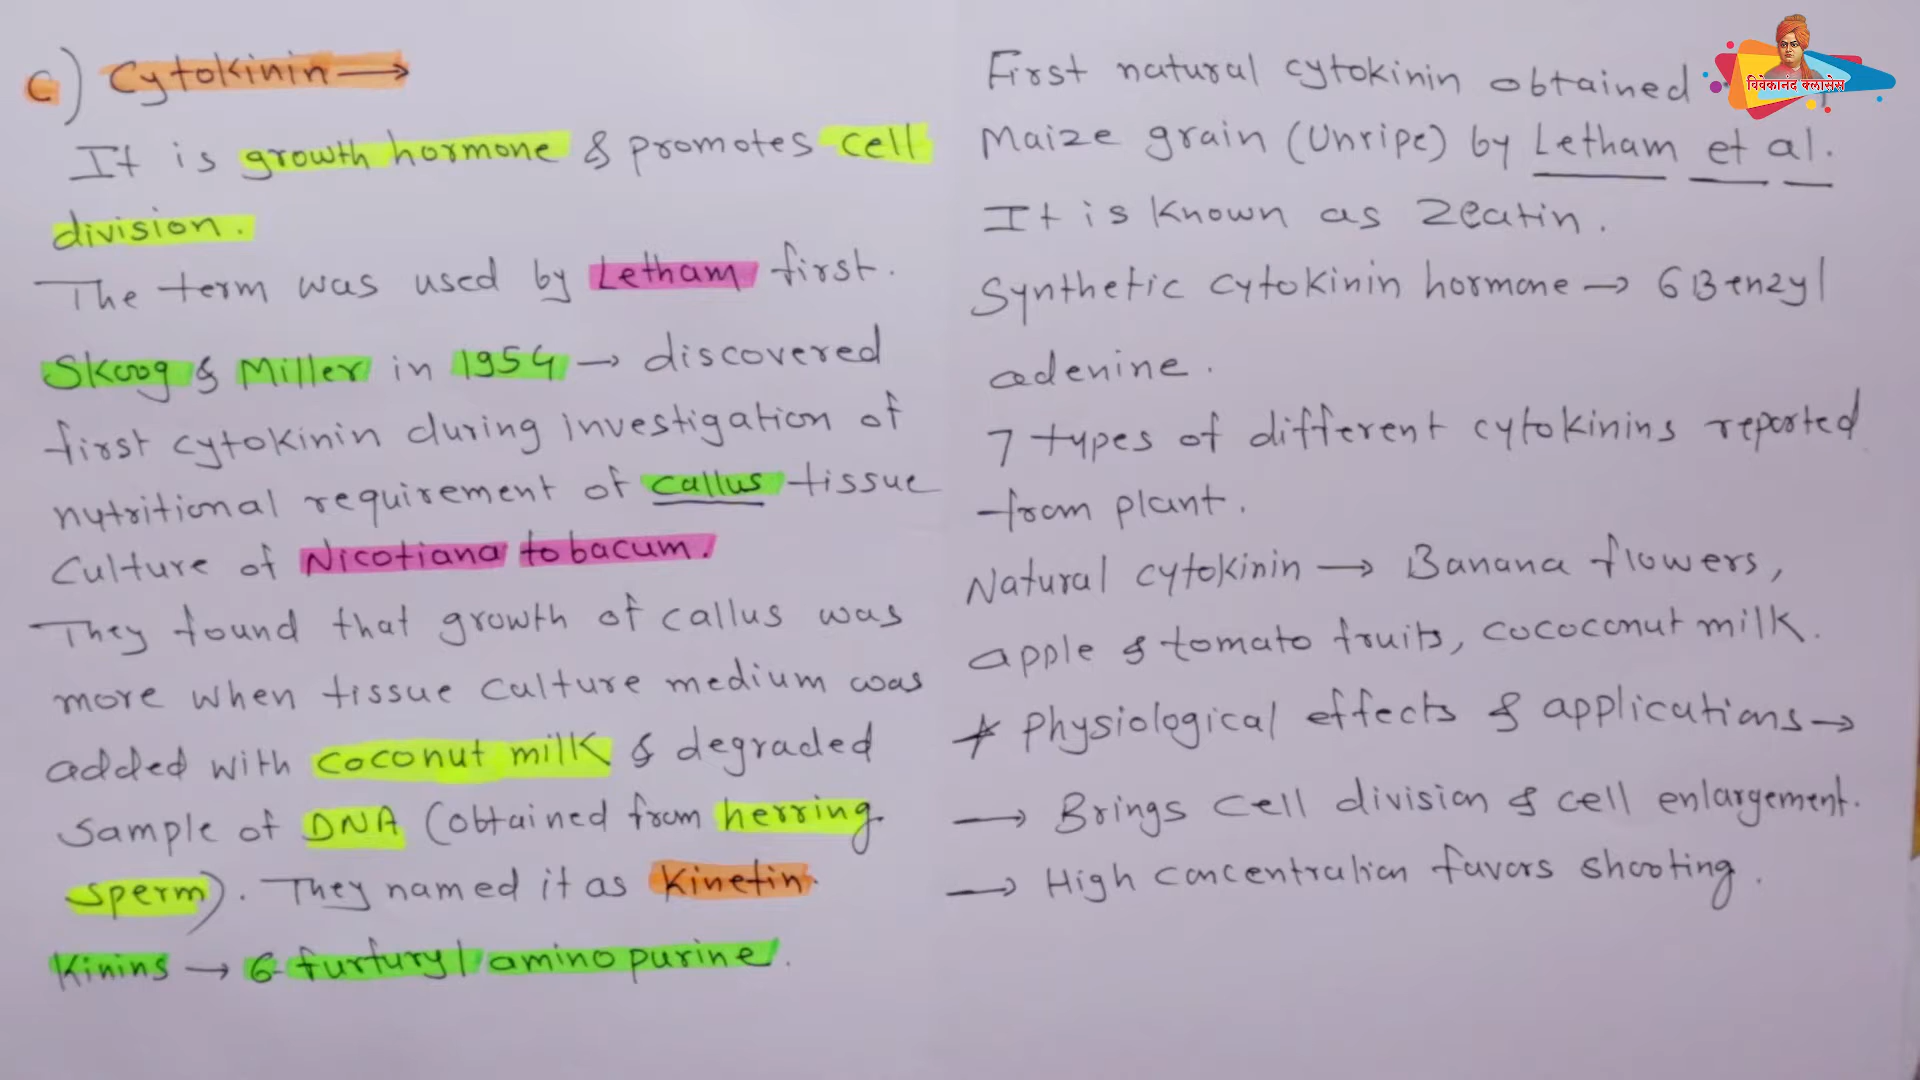 c) Cytokinin →
It is growth hormone & promotes cell
division.
The term was used by Letham first.
Skoog & Miller in 1954 → discovered
first cytokinin during investigation of
nutritional requirement of callus tissue
Culture of Nicotiana tobacum.
They found that growth of callus was
more when tissue culture medium was
added with coconut milk & degraded
Sample of DNA (obtained from herring
sperm). They named it as Kinetin.
Kinins → 6-furfuryl amino purine.
First natural cytokinin obtained
Maize grain (Unripe) by Letham et al.
It is known as Zeatin.
Synthetic cytokinin hormone → 6 Benzyl
adenine.
7 types of different cytokinins reported
from plant.
Natural cytokinin → Banana flowers,
apple & tomato fruits, cococonut milk.
* Physiological effects & applications →
→ Brings cell division & cell enlargement.
→ High concentration favors shooting.
विवेकानंद क्लासेस